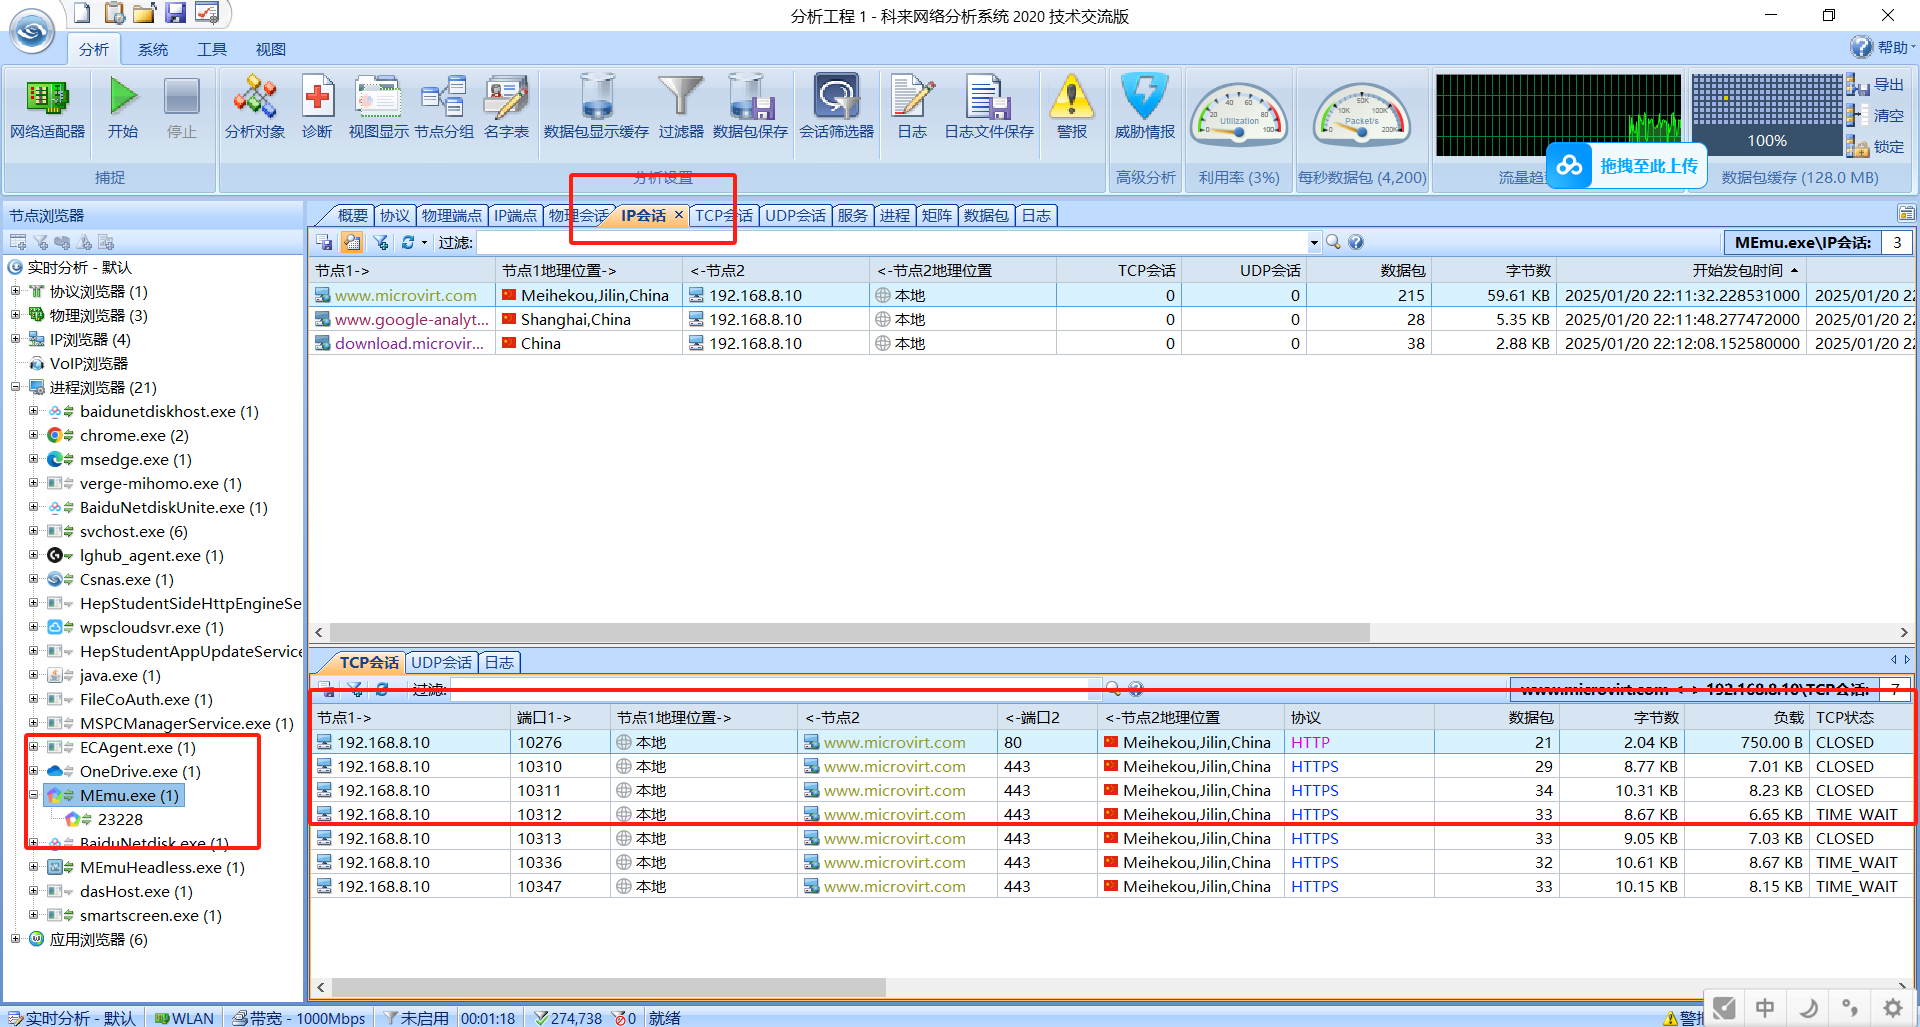 分析工程 1 - 科来网络分析系统 2020 技术交流版
分析 系统 工具 视图 帮助
网络适配器 开始 停止 分析对象 诊断 视图显示 节点分组 名字表 数据包显示缓存 过滤器 数据包保存 会话筛选器 日志 日志文件保存 警报 威胁情报 导出
清空
锁定
100%
拖拽至此上传
捕捉 分析设置 高级分析 利用率 (3%) 每秒数据包 (4,200) 流量趋 数据包缓存 (128.0 MB)
节点浏览器
实时分析 - 默认
协议浏览器 (1)
物理浏览器 (3)
IP浏览器 (4)
VoIP浏览器
进程浏览器 (21)
baidunetdiskhost.exe (1)
chrome.exe (2)
msedge.exe (1)
verge-mihomo.exe (1)
BaiduNetdiskUnite.exe (1)
svchost.exe (6)
lghub_agent.exe (1)
Csnas.exe (1)
HepStudentSideHttpEngineSe
wpscloudsvr.exe (1)
HepStudentAppUpdateService
java.exe (1)
FileCoAuth.exe (1)
MSPCManagerService.exe (1)
ECAgent.exe (1)
OneDrive.exe (1)
MEmu.exe (1)
23228
BaiduNetdisk.exe (1)
MEmuHeadless.exe (1)
dasHost.exe (1)
smartscreen.exe (1)
应用浏览器 (6)
概要 协议 物理端点 IP端点 物理会话 IP会话 TCP会话 UDP会话 服务 进程 矩阵 数据包 日志
过滤: MEmu.exe\IP会话: 3
节点1-> 节点1地理位置-> <-节点2 <-节点2地理位置 TCP会话 UDP会话 数据包 字节数 开始发包时间
www.microvirt.com Meihekou,Jilin,China 192.168.8.10 本地 0 0 215 59.61 KB 2025/01/20 22:11:32.228531000 2025/01/20 22
www.google-analyt... Shanghai,China 192.168.8.10 本地 0 0 28 5.35 KB 2025/01/20 22:11:48.277472000 2025/01/20 22
download.microvir... China 192.168.8.10 本地 0 0 38 2.88 KB 2025/01/20 22:12:08.152580000 2025/01/20 22
TCP会话 UDP会话 日志
过滤: www.microvirt.com <-> 192.168.8.10\TCP会话: 7
节点1-> 端口1-> 节点1地理位置-> <-节点2 <-端口2 <-节点2地理位置 协议 数据包 字节数 负载 TCP状态
192.168.8.10 10276 本地 www.microvirt.com 80 Meihekou,Jilin,China HTTP 21 2.04 KB 750.00 B CLOSED
192.168.8.10 10310 本地 www.microvirt.com 443 Meihekou,Jilin,China HTTPS 29 8.77 KB 7.01 KB CLOSED
192.168.8.10 10311 本地 www.microvirt.com 443 Meihekou,Jilin,China HTTPS 34 10.31 KB 8.23 KB CLOSED
192.168.8.10 10312 本地 www.microvirt.com 443 Meihekou,Jilin,China HTTPS 33 8.67 KB 6.65 KB TIME_WAIT
192.168.8.10 10313 本地 www.microvirt.com 443 Meihekou,Jilin,China HTTPS 33 9.05 KB 7.03 KB CLOSED
192.168.8.10 10336 本地 www.microvirt.com 443 Meihekou,Jilin,China HTTPS 32 10.61 KB 8.67 KB TIME_WAIT
192.168.8.10 10347 本地 www.microvirt.com 443 Meihekou,Jilin,China HTTPS 33 10.15 KB 8.15 KB TIME_WAIT
实时分析 - 默认 WLAN 带宽 - 1000Mbps 未启用 00:01:18 274,738 0 就绪 警报 中